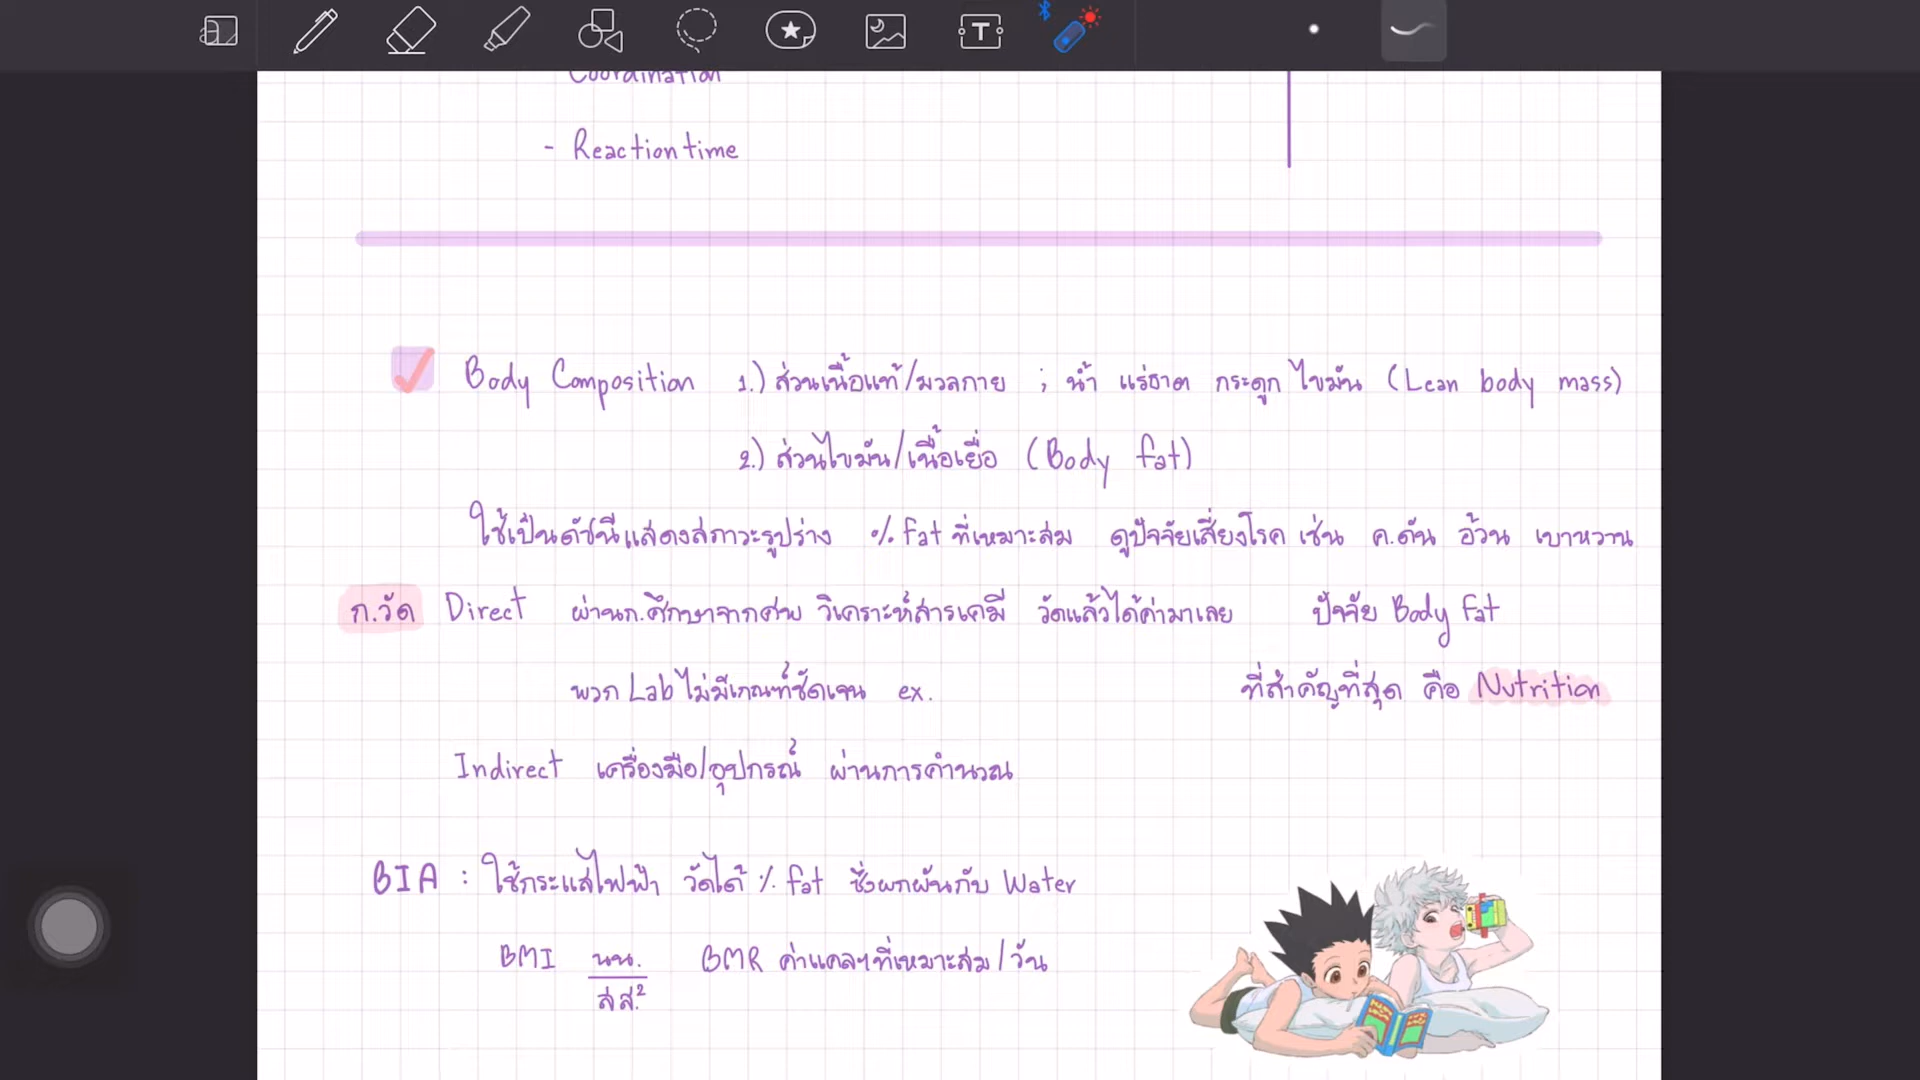 Coordination
- Reaction time
Body Composition 1.) ส่วนเนื้อแท้/มวลกาย ; น้ำ แร่ธาตุ กระดูก ไขมัน (Lean body mass)
2.) ส่วนไขมัน/เนื้อเยื่อ (Body fat)
ใช้เป็นดัชนีแสดงสภาวะรูปร่าง % fat ที่เหมาะสม ดูปัจจัยเสี่ยงโรค เช่น ค.ดัน อ้วน เบาหวาน
ก.วัด Direct ผ่านก.ศึกษาจากศพ วิเคราะห์สารเคมี วัดแล้วได้ค่ามาเลย ปัจจัย Body fat
พวก Lab ไม่มีเกณฑ์ชัดเจน ex. ที่สำคัญที่สุด คือ Nutrition
Indirect เครื่องมือ/อุปกรณ์ ผ่านการคำนวณ
BIA : ใช้กระแสไฟฟ้า วัดได้ % fat ซึ่งผกผันกับ Water
BMI นน. BMR ค่าแคลฯที่เหมาะสม/วัน
สส.²